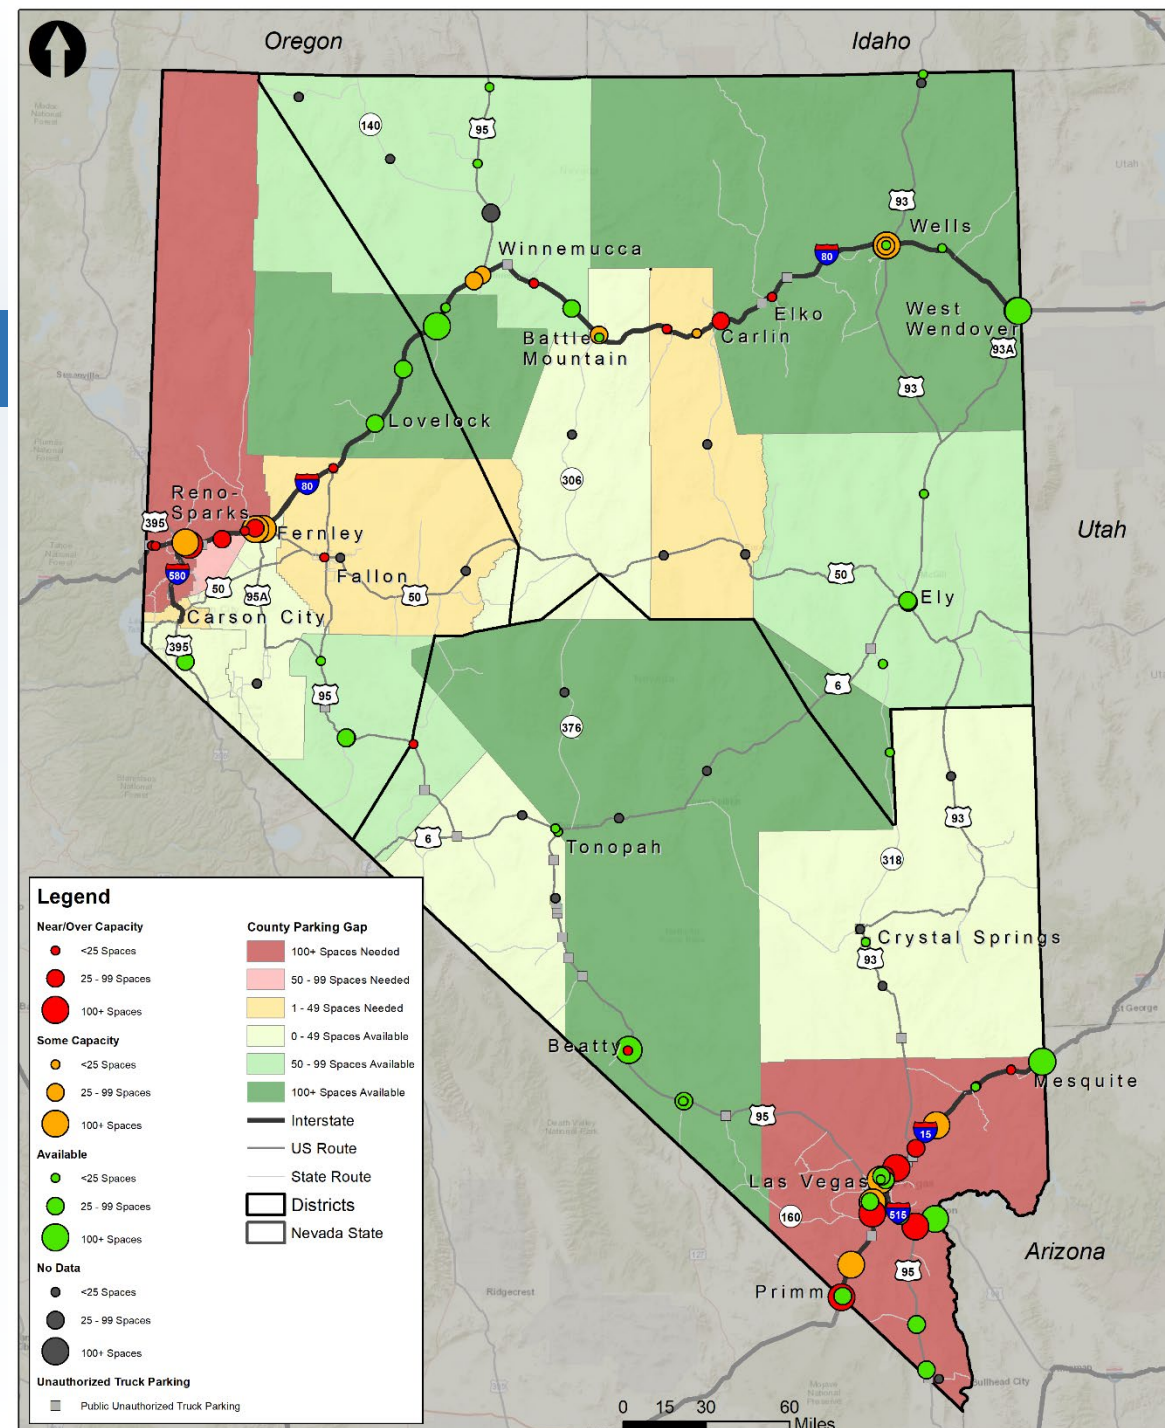 Oregon
Idaho
140
95
93
Wells
Winnemucca
80
West
Wendover
Elko
Carlin
Battle
Mountain
93A
93
Lovelock
306
80
Reno-
Sparks
395
Fernley
Utah
580
Fallon
50
95A
50
50
Ely
Carson City
395
95
6
376
6
Tonopah
93
318
Crystal Springs
93
St George
Beatty
Mesquite
95
15
Las Vegas
160
515
Arizona
95
Primm
Ridgecrest
Bullhead City
Legend
Near/Over Capacity
<25 Spaces
25 - 99 Spaces
100+ Spaces
Some Capacity
<25 Spaces
25 - 99 Spaces
100+ Spaces
Available
<25 Spaces
25 - 99 Spaces
100+ Spaces
No Data
<25 Spaces
25 - 99 Spaces
100+ Spaces
Unauthorized Truck Parking
Public Unauthorized Truck Parking
County Parking Gap
100+ Spaces Needed
50 - 99 Spaces Needed
1 - 49 Spaces Needed
0 - 49 Spaces Available
50 - 99 Spaces Available
100+ Spaces Available
Interstate
US Route
State Route
Districts
Nevada State
0 15 30 60
Miles